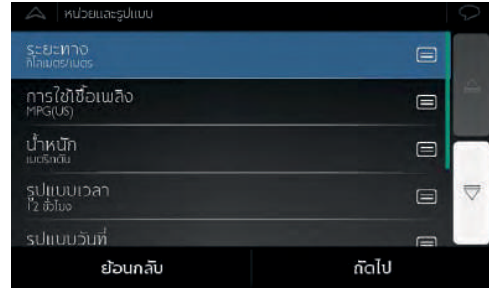 หน่วยและรูปแบบ
ระยะทาง
กิโลเมตร/เมตร
การใช้เชื้อเพลิง
MPG(US)
น้ำหนัก
เมตริกตัน
รูปแบบเวลา
12 ชั่วโมง
รูปแบบวันที่
ย้อนกลับ
ถัดไป